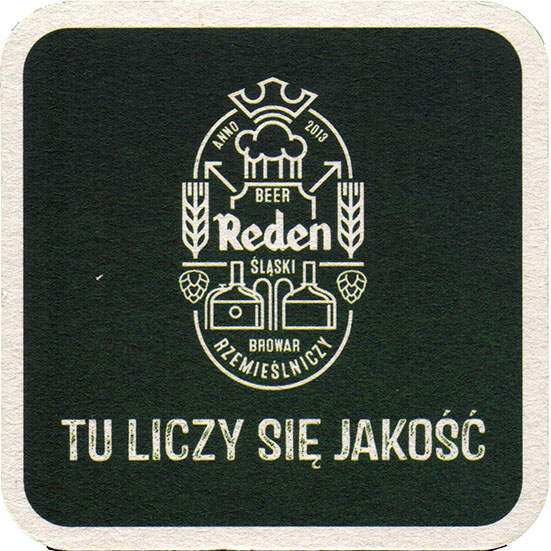 ANNO 2013
BEER
Reden
ŚLĄSKI
BROWAR
RZEMIEŚLNICZY
TU LICZY SIĘ JAKOŚĆ